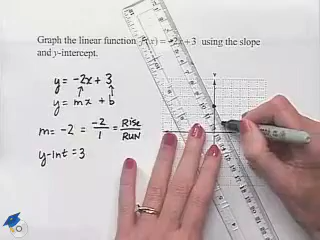 Graph the linear function f(x) = -2x + 3 using the slope
and y-intercept.
y = -2x + 3
y = mx + b
m = -2 = -2/1 = RISE/RUN
y-int = 3